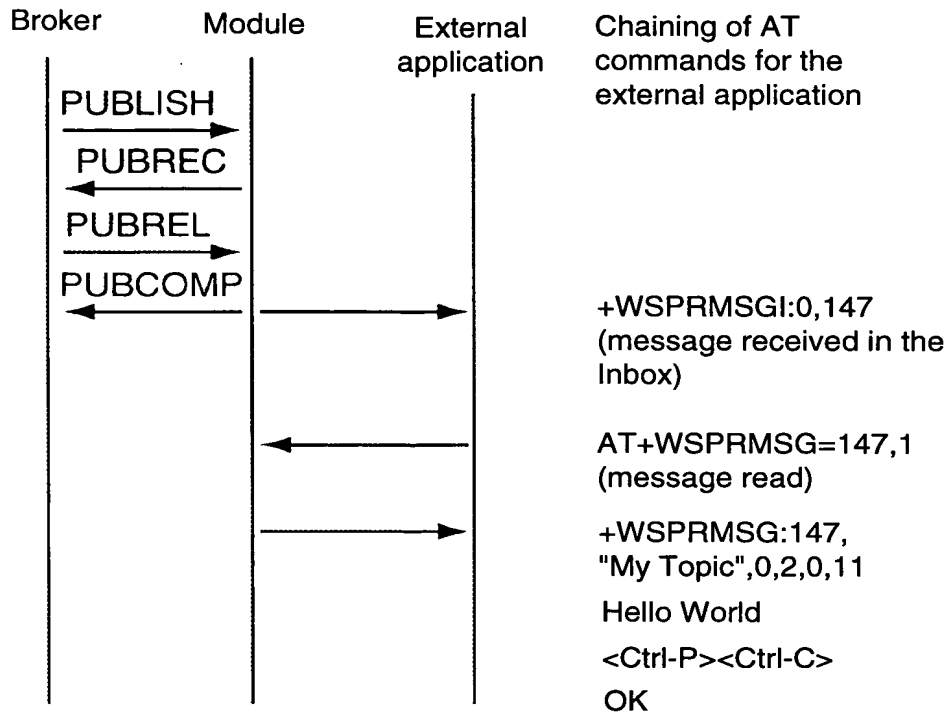 Broker
Module
External
application
Chaining of AT
commands for the
external application
PUBLISH
PUBREC
PUBREL
PUBCOMP
+WSPRMSGI:0,147
(message received in the
Inbox)
AT+WSPRMSG=147,1
(message read)
+WSPRMSG:147,
"My Topic",0,2,0,11
Hello World
<Ctrl-P><Ctrl-C>
OK